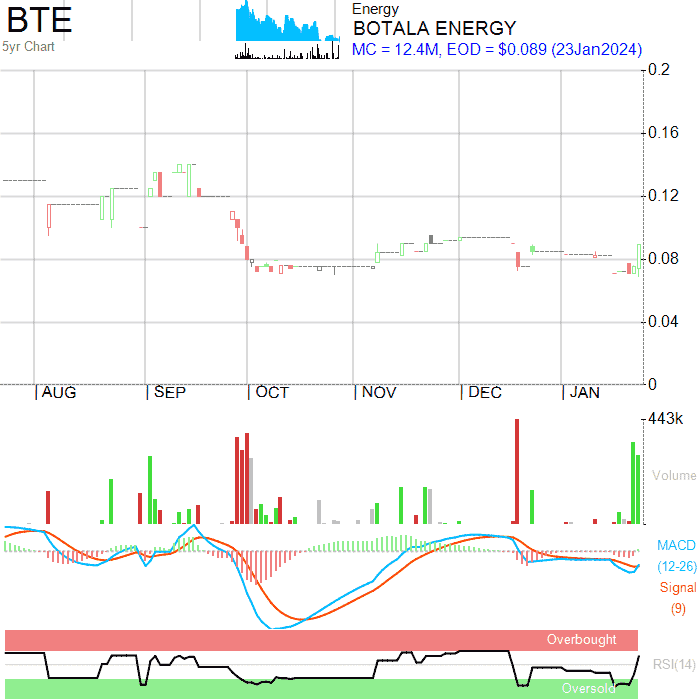 BTE
5yr Chart
Energy
BOTALA ENERGY
MC = 12.4M, EOD = $0.089 (23Jan2024)
0.2
0.16
0.12
0.08
0.04
0
AUG SEP OCT NOV DEC JAN
443k
Volume
MACD
(12-26)
Signal
(9)
Overbought
RSI(14)
Oversold